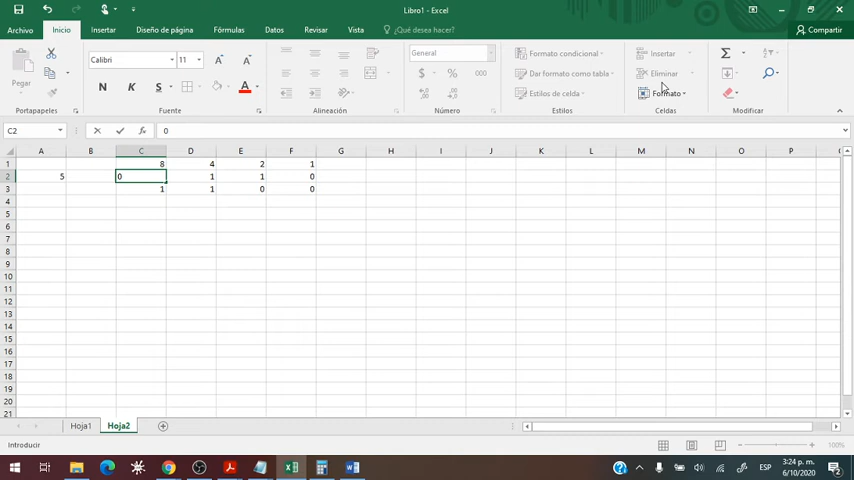 Libro1 - Excel
Archivo Inicio Insertar Diseño de página Fórmulas Datos Revisar Vista ¿Qué desea hacer? Compartir
Pegar
Calibri 11
N K S A
General
$ % 000
Formato condicional
Dar formato como tabla
Estilos de celda
Insertar
Eliminar
Formato
Portapapeles Fuente Alineación Número Estilos Celdas Modificar
C2 fx 0
A B C D E F G H I J K L M N O P
1 8 4 2 1
2 5 0 1 1 0
3 1 1 0 0
4
5
6
7
8
9
10
11
12
13
14
15
16
17
18
19
20
21
Hoja1 Hoja2
Introducir 100%
ESP 3:24 p. m.
6/10/2020